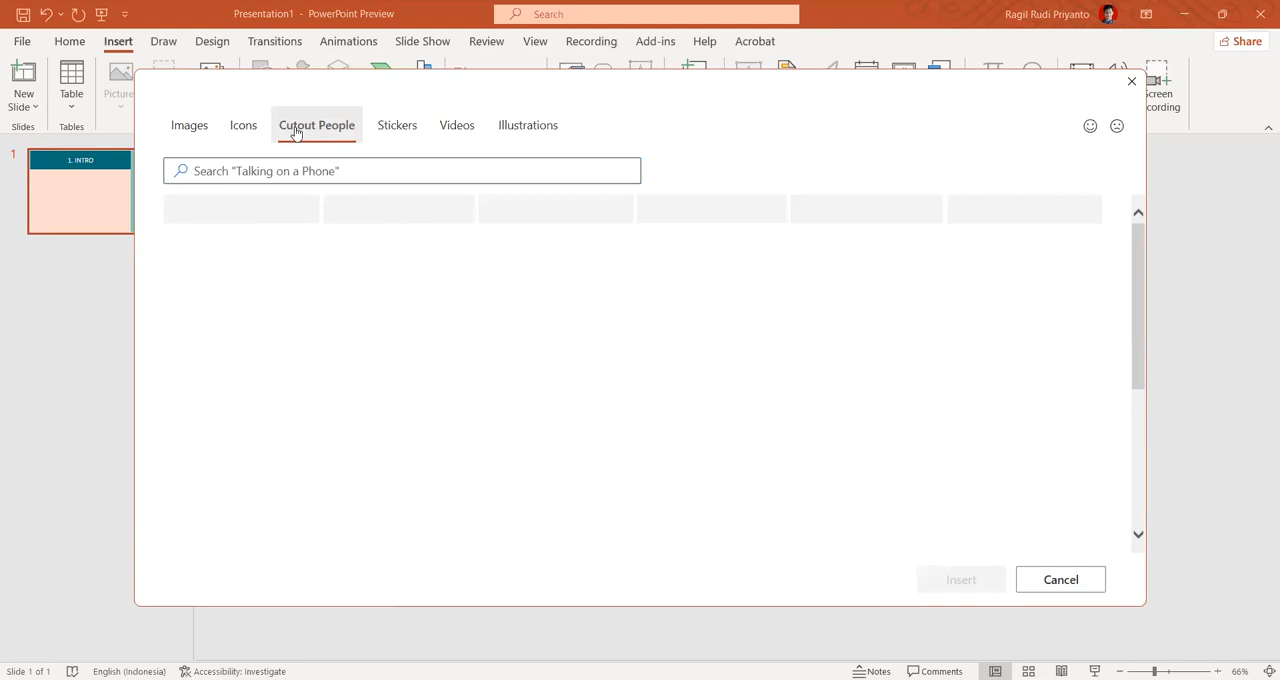 Presentation1 - PowerPoint Preview
Search
Ragil Rudi Priyanto
File Home Insert Draw Design Transitions Animations Slide Show Review View Recording Add-ins Help Acrobat
Share
New
Slide
Slides
Table
Tables
Picture
Screen
cording
Images Icons Cutout People Stickers Videos Illustrations
Search "Talking on a Phone"
1
1. INTRO
Insert Cancel
Slide 1 of 1 English (Indonesia) Accessibility: Investigate Notes Comments 66%